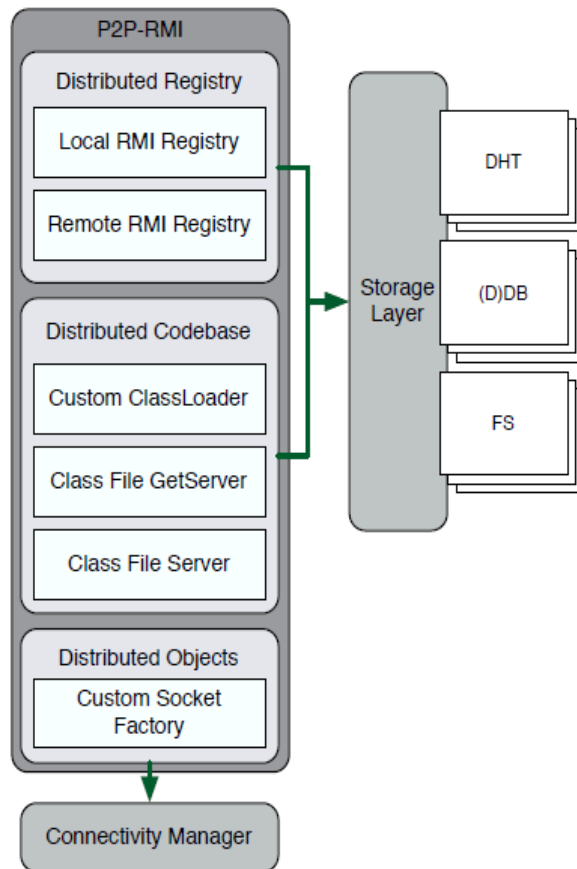 P2P-RMI
Distributed Registry
Local RMI Registry
Remote RMI Registry
Distributed Codebase
Custom ClassLoader
Class File GetServer
Class File Server
Distributed Objects
Custom Socket
Factory
Connectivity Manager
Storage
Layer
DHT
(D)DB
FS